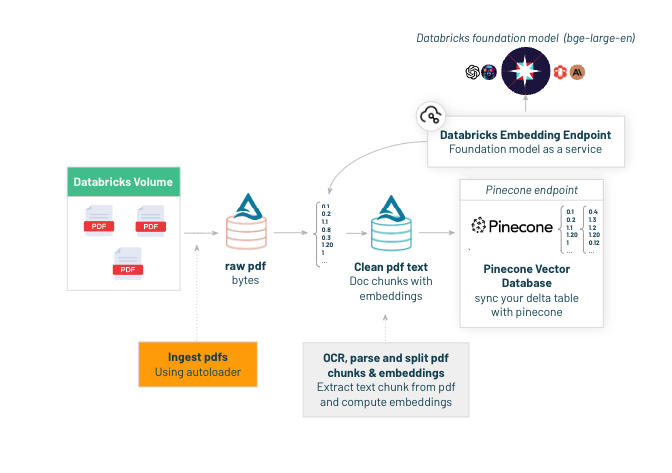 Databricks foundation model (bge-large-en)
Databricks Embedding Endpoint
Foundation model as a service
Databricks Volume
PDF
PDF
PDF
raw pdf
bytes
0.1
0.2
1.1
0.8
0.3
1.20
1
...
Clean pdf text
Doc chunks with
embeddings
Pinecone endpoint
Pinecone
0.1
0.2
1.1
1.20
1
...
0.4
1.3
1.2
1.20
0.12
...
Pinecone Vector
Database
sync your delta table
with pinecone
Ingest pdfs
Using autoloader
OCR, parse and split pdf
chunks & embeddings
Extract text chunk from pdf
and compute embeddings